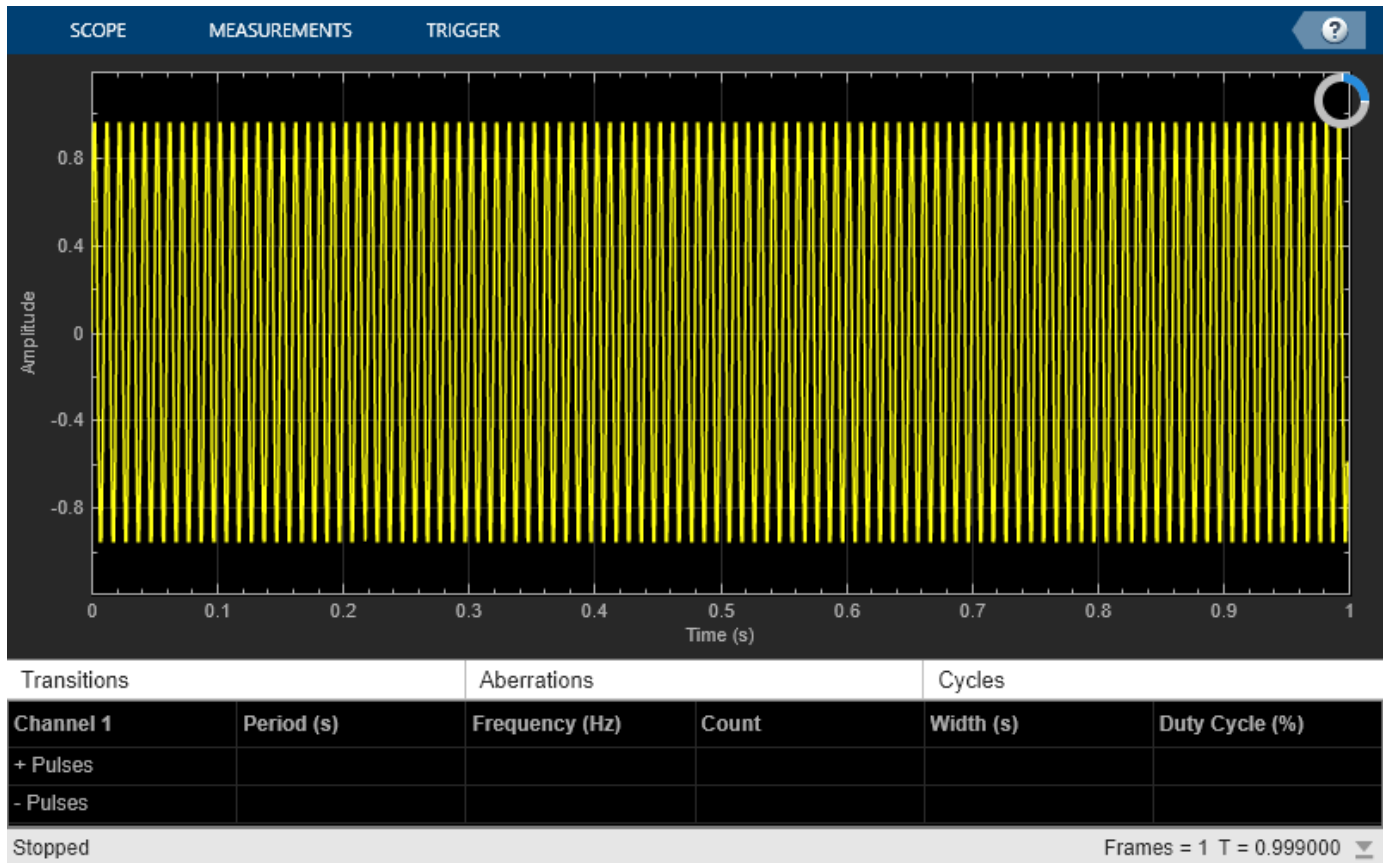 SCOPE MEASUREMENTS TRIGGER ?
0.8
0.4
0
-0.4
-0.8
Amplitude
0 0.1 0.2 0.3 0.4 0.5 0.6 0.7 0.8 0.9 1
Time (s)
Transitions Aberrations Cycles
Channel 1 Period (s) Frequency (Hz) Count Width (s) Duty Cycle (%)
+ Pulses
- Pulses
Stopped Frames = 1 T = 0.999000